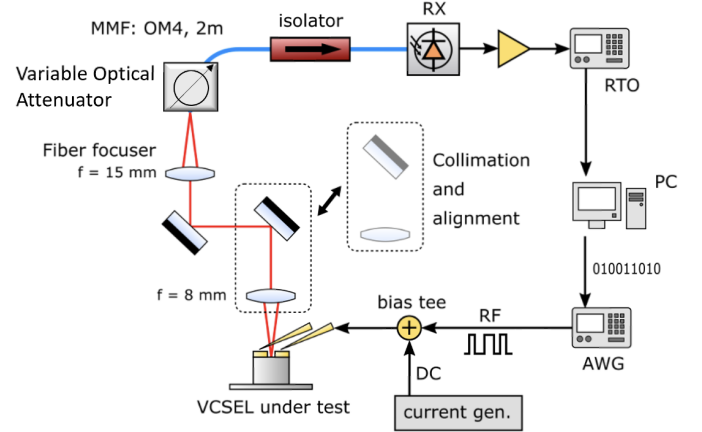 MMF: OM4, 2m
isolator
RX
Variable Optical
Attenuator
RTO
Fiber focuser
f = 15 mm
Collimation
and
alignment
PC
010011010
f = 8 mm
bias tee
RF
AWG
DC
VCSEL under test
current gen.